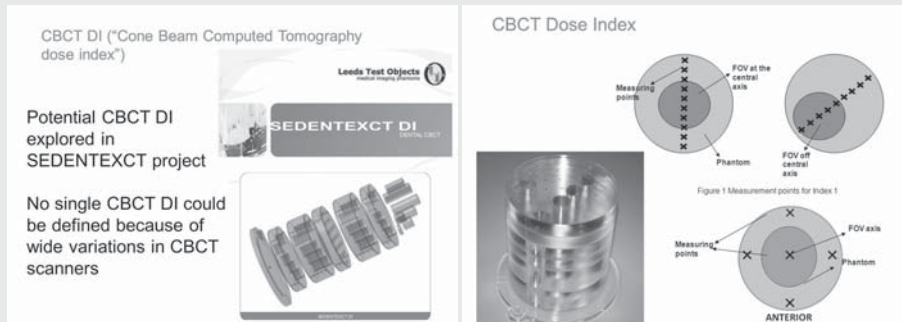 CBCT DI (“Cone Beam Computed Tomography
dose index”)
Leeds Test Objects
medical imaging phantoms
SEDENTEXCT DI
DENTAL CBCT
Potential CBCT DI
explored in
SEDENTEXCT project
No single CBCT DI could
be defined because of
wide variations in CBCT
scanners
SEDENTEXCT DI
CBCT Dose Index
Measuring
points
FOV at the
central
axis
Phantom
FOV off
central
axis
Figure 1 Measurement points for Index 1
Measuring
points
FOV axis
Phantom
ANTERIOR